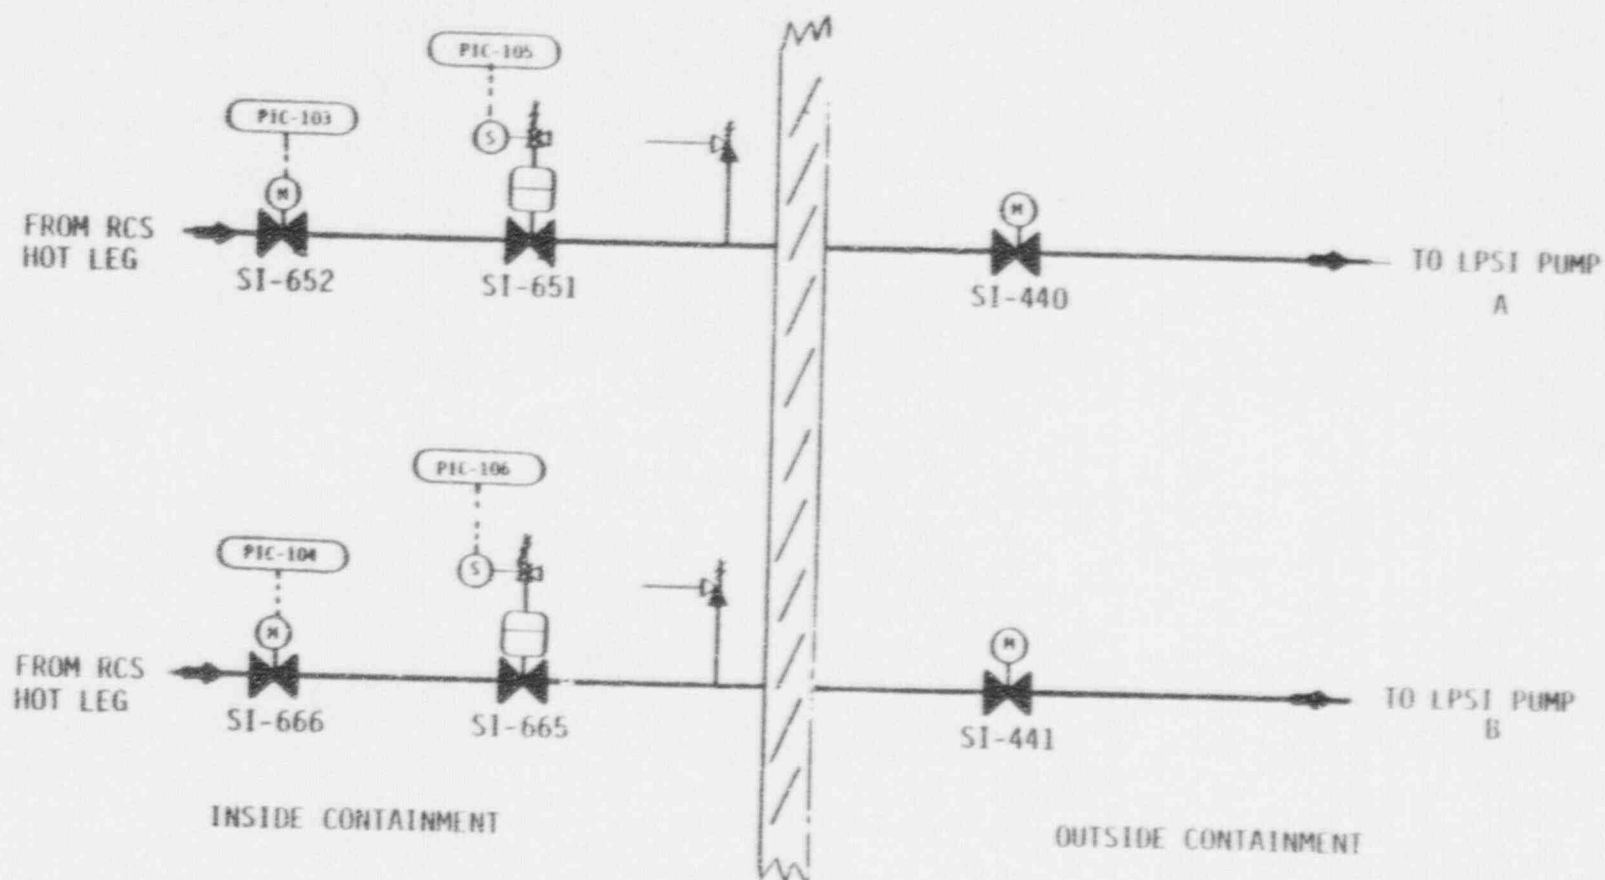 PIC-105
PIC-103
S
M
M
FROM RCS
HOT LEG
SI-652
SI-651
SI-440
TO LPSI PUMP
A
PIC-106
PIC-104
S
M
M
FROM RCS
HOT LEG
SI-666
SI-665
SI-441
TO LPSI PUMP
B
INSIDE CONTAINMENT
OUTSIDE CONTAINMENT